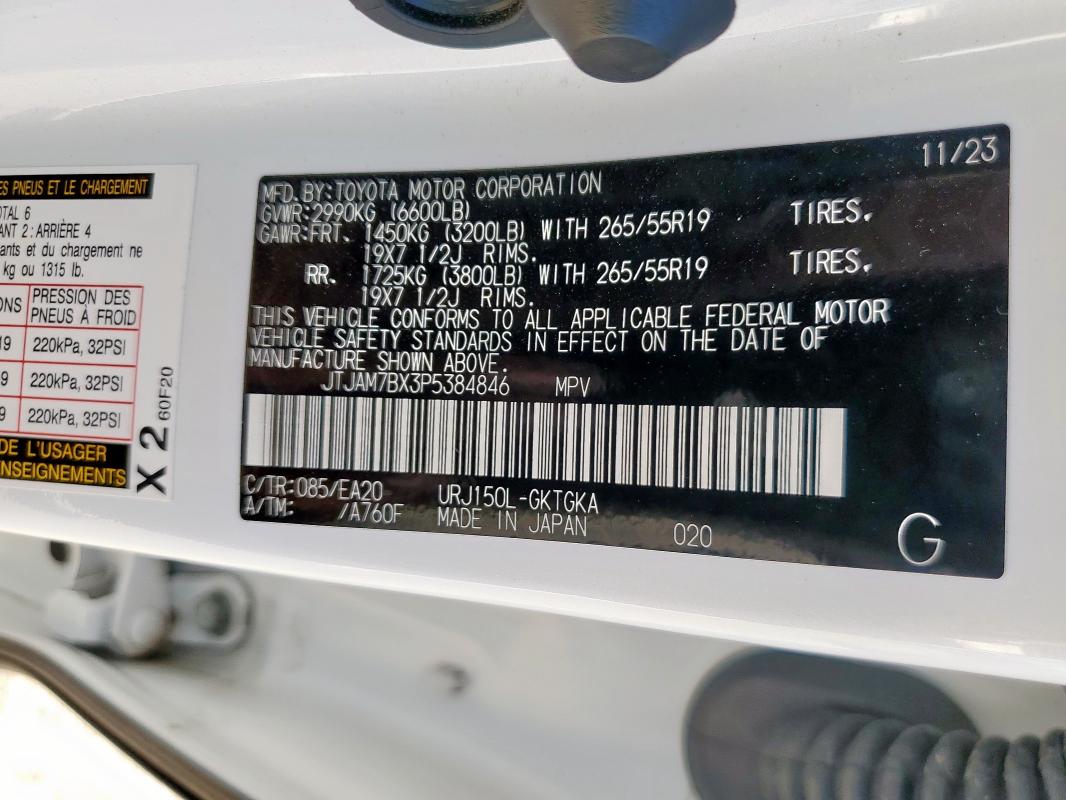 ES PNEUS ET LE CHARGEMENT
OTAL 6
ANT 2 : ARRIÈRE 4
ants et du chargement ne
kg ou 1315 lb.
ONS PRESSION DES
PNEUS À FROID
19 220kPa, 32PSI
9 220kPa, 32PSI
9 220kPa, 32PSI
DE L'USAGER
NSEIGNEMENTS
X 2 60F20
11/23
MFD. BY: TOYOTA MOTOR CORPORATION
GVWR: 2990KG (6600LB)
GAWR: FRT. 1450KG (3200LB) WITH 265/55R19 TIRES.
19X7 1/2J RIMS.
RR. 1725KG (3800LB) WITH 265/55R19 TIRES.
19X7 1/2J RIMS.
THIS VEHICLE CONFORMS TO ALL APPLICABLE FEDERAL MOTOR
VEHICLE SAFETY STANDARDS IN EFFECT ON THE DATE OF
MANUFACTURE SHOWN ABOVE.
JTJAM7BX3P5384846 MPV
C/TR: 085/EA20 URJ150L-GKTGKA
A/TM: /A760F MADE IN JAPAN 020
G